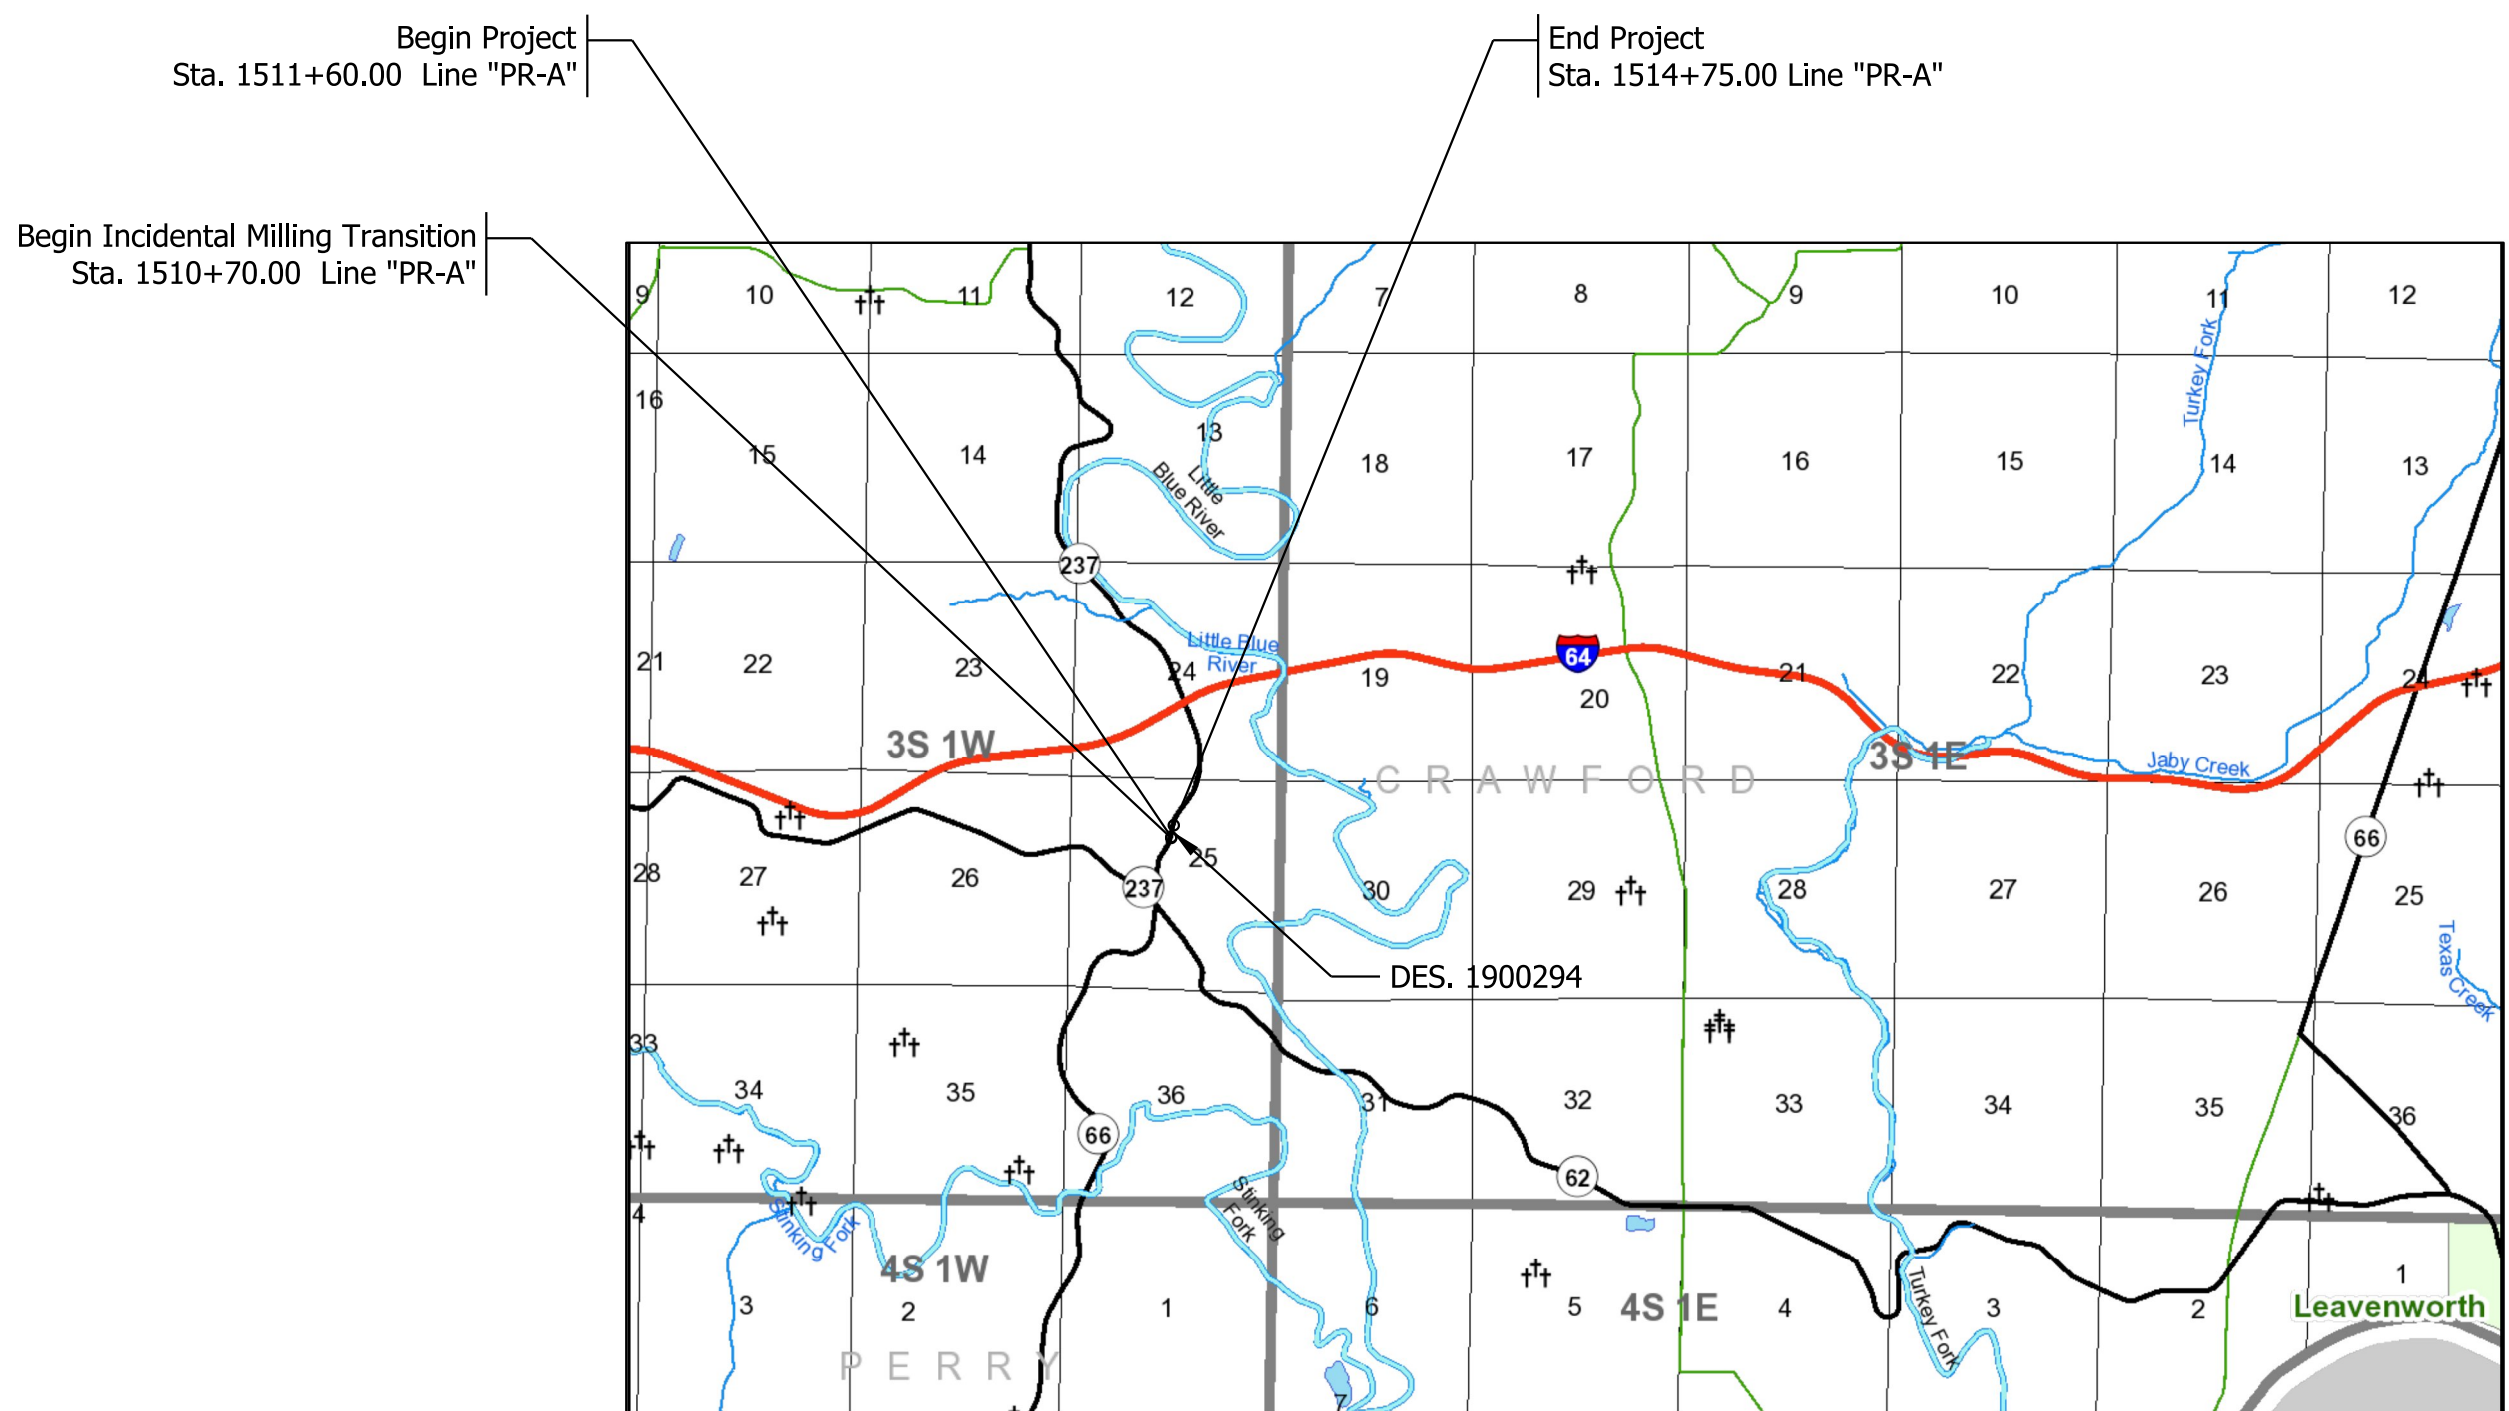 Begin Project
Sta. 1511+60.00  Line "PR-A"
End Project
Sta. 1514+75.00 Line "PR-A"
Begin Incidental Milling Transition
Sta. 1510+70.00  Line "PR-A"
9 10 11 12 7 8 9 10 11 12
16
15 14 13 18 17 16 15 14 13
Turkey Fork
Little
Blue River
237
Little Blue
River
64
21 22 23 24 19 20 21 22 23 24
3S 1W
3S 1E
Jaby Creek
CRAWFORD
66
28 27 26 25 30 29 28 27 26 25
237
DES. 1900294
Texas
Creek
33
34 35 36 31 32 33 34 35 36
66
62
Stinking
Fork
Stinking Fork
4
4S 1W
3 2 1 6 5 4S 1E 4 3 2 1
Turkey Fork
Leavenworth
PERRY
7